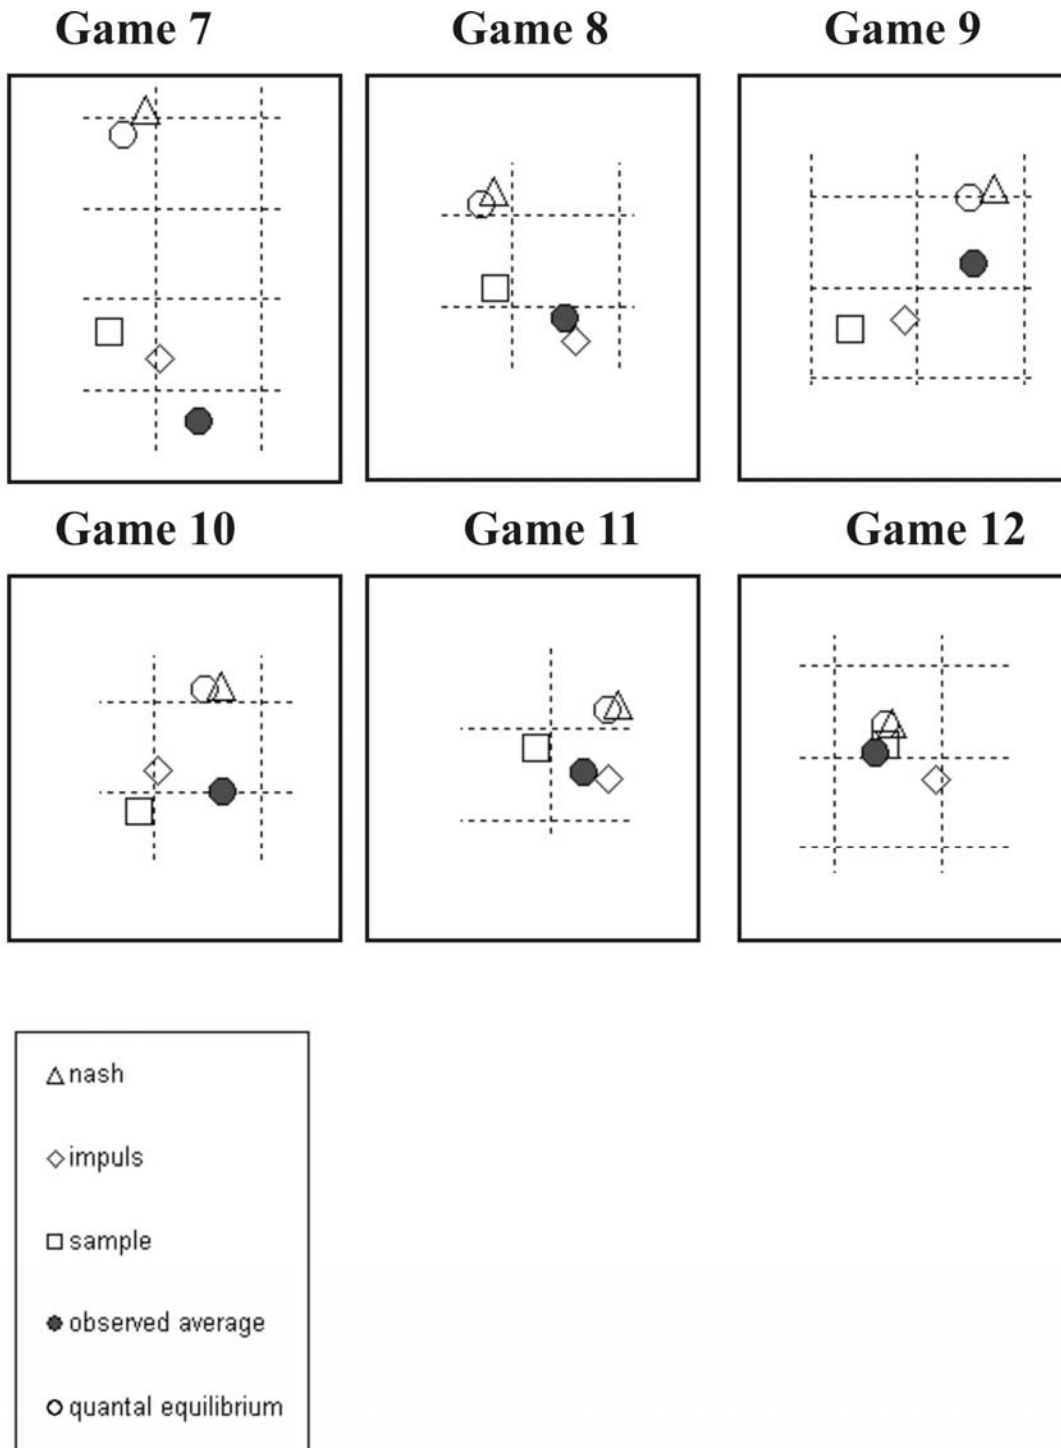 Game 7 Game 8 Game 9
Game 10 Game 11 Game 12
nash
impuls
sample
observed average
quantal equilibrium